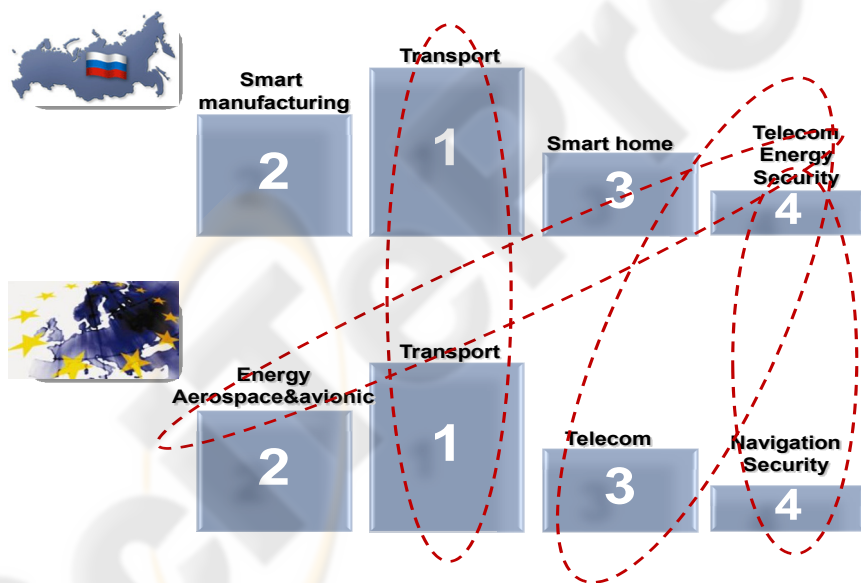 Transport
Smart
manufacturing
1
2
Smart home
3
Telecom
Energy
Security
4
Transport
Energy
Aerospace&avionic
1
2
Telecom
3
Navigation
Security
4